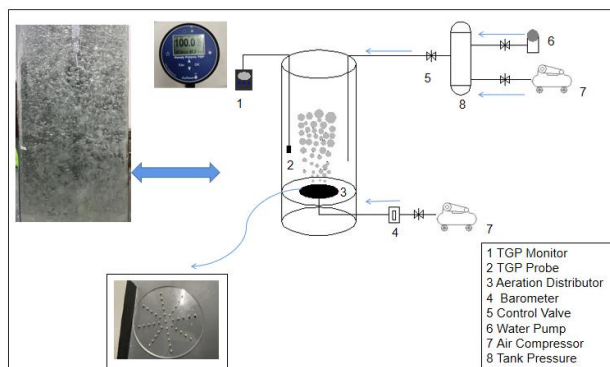 100.0
1
2
3
4
5
6
7
7
8
1 TGP Monitor
2 TGP Probe
3 Aeration Distributor
4 Barometer
5 Control Valve
6 Water Pump
7 Air Compressor
8 Tank Pressure